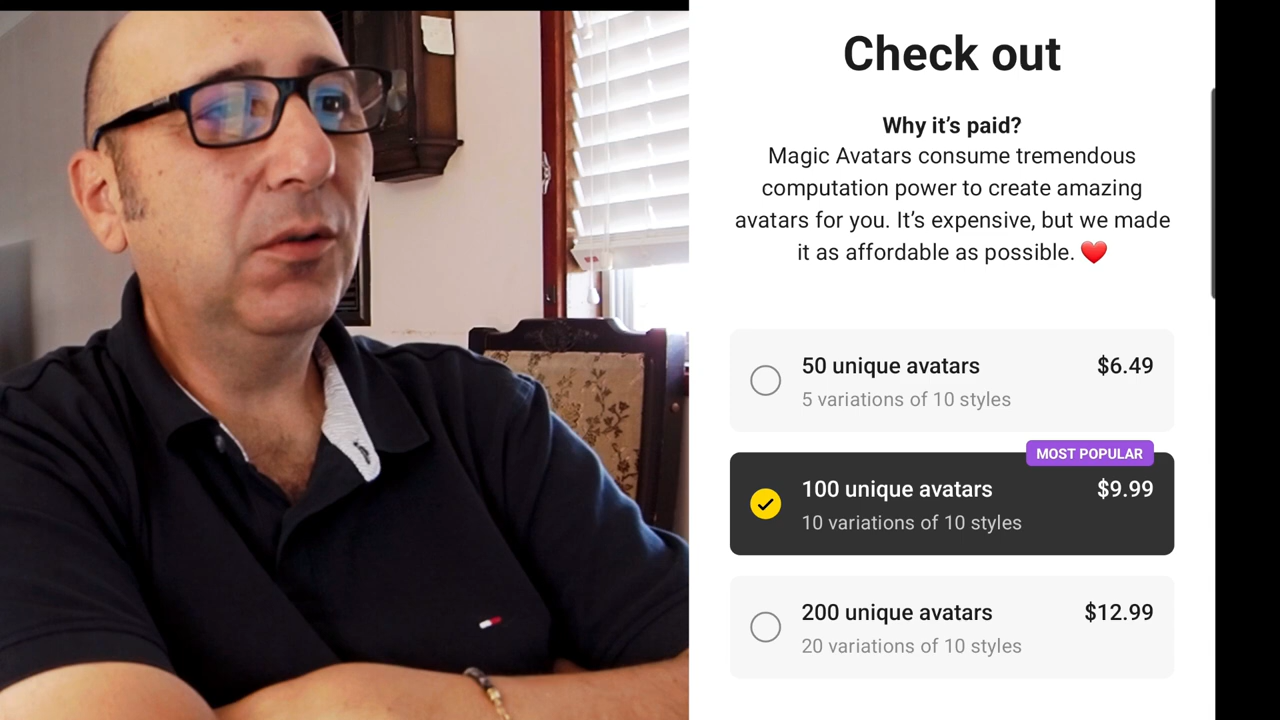 Check out
Why it’s paid?
Magic Avatars consume tremendous
computation power to create amazing
avatars for you. It’s expensive, but we made
it as affordable as possible. ❤️
50 unique avatars $6.49
5 variations of 10 styles
MOST POPULAR
100 unique avatars $9.99
10 variations of 10 styles
200 unique avatars $12.99
20 variations of 10 styles